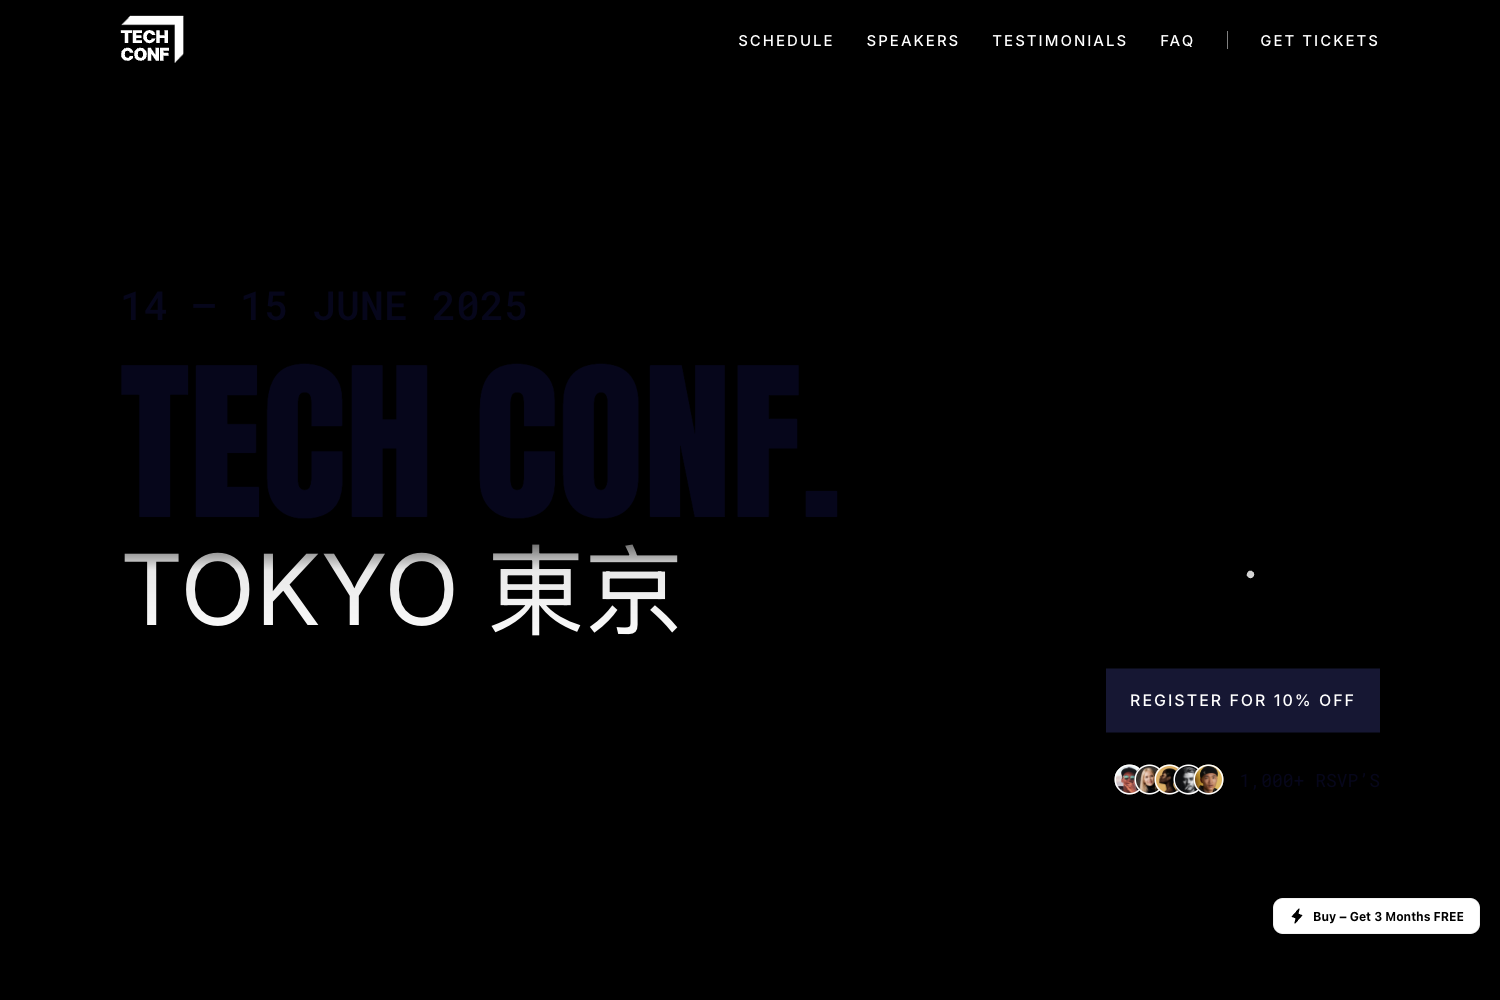 TECH
CONF
SCHEDULE SPEAKERS TESTIMONIALS FAQ GET TICKETS
14 — 15 JUNE 2025
TECH CONF.
TOKYO 東京
REGISTER FOR 10% OFF
1,000+ RSVP'S
Buy – Get 3 Months FREE